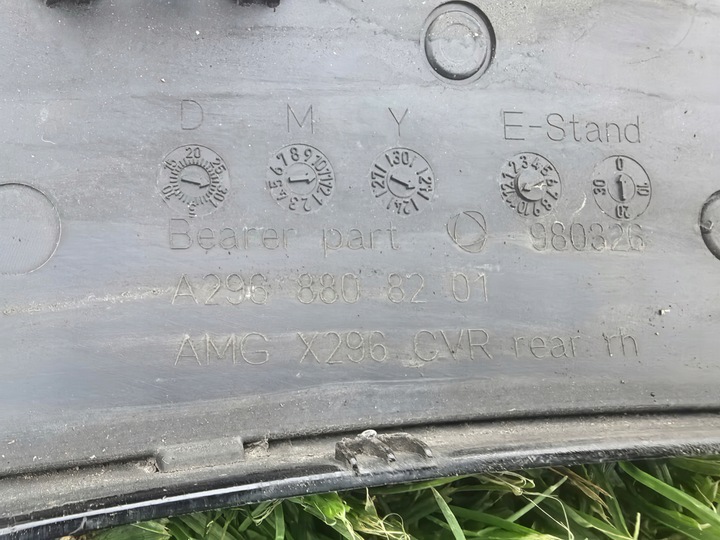 D M Y E-Stand
Bearer part 980326
A296 880 82 01
AMG X296 CVR rear rh